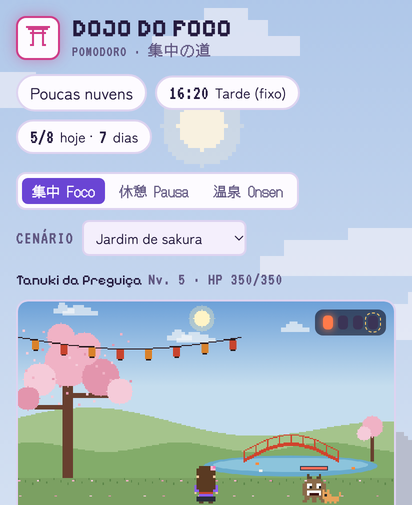 DOJO DO FOCO
POMODORO · 集中の道
Poucas nuvens
16:20 Tarde (fixo)
5/8 hoje · 7 dias
集中 Foco 休憩 Pausa 温泉 Onsen
CENÁRIO Jardim de sakura
Tanuki da Preguiça Nv. 5 · HP 350/350